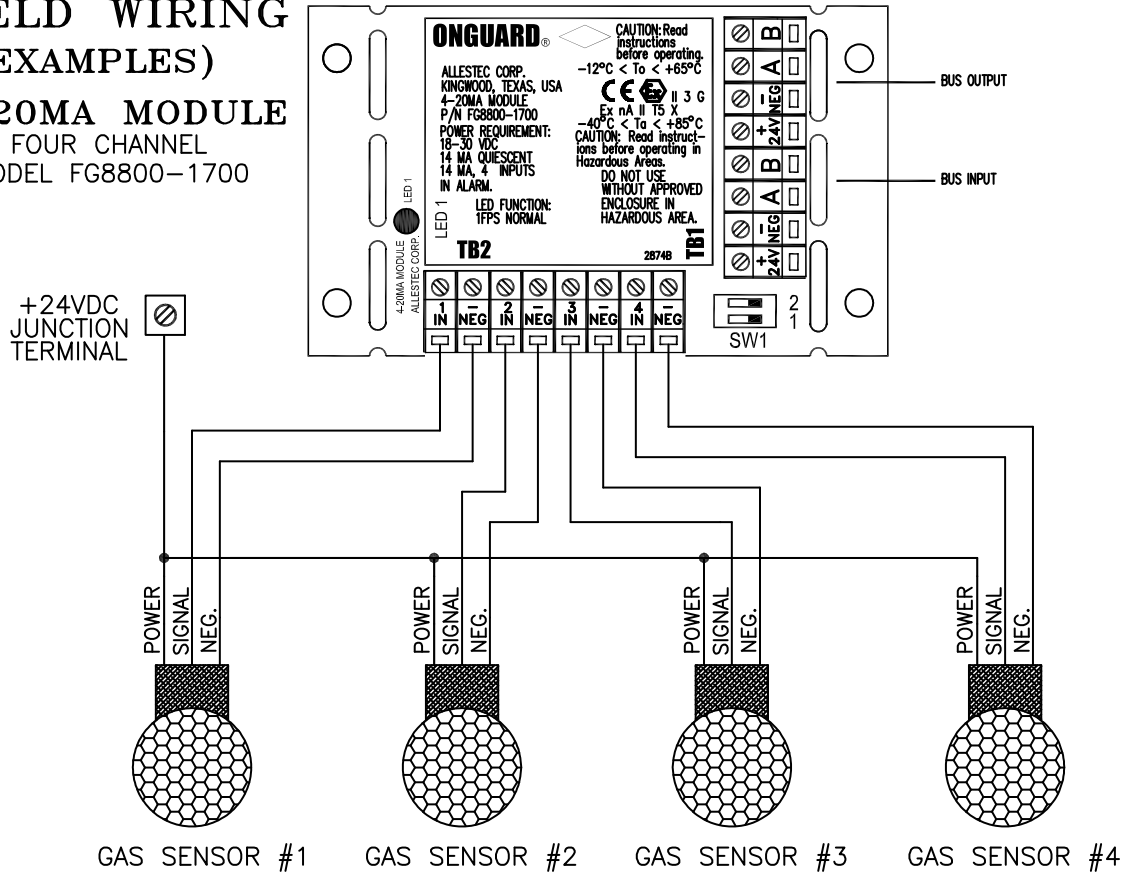 ELD WIRING
EXAMPLES)
20MA MODULE
FOUR CHANNEL
ODEL FG8800-1700
ONGUARD®
ALLESTEC CORP.
KINGWOOD, TEXAS, USA
4-20MA MODULE
P/N FG8800-1700
POWER REQUIREMENT:
18-30 VDC
14 MA QUIESCENT
14 MA, 4 INPUTS
IN ALARM.
LED FUNCTION:
1FPS NORMAL
CAUTION: Read
instructions
before operating.
-12°C < To < +65°C
CE Ex II 3 G
Ex nA II T5 X
-40°C < Ta < +85°C
CAUTION: Read instruct-
ions before operating in
Hazardous Areas.
DO NOT USE
WITHOUT APPROVED
ENCLOSURE IN
HAZARDOUS AREA.
LED 1
LED 1
4-20MA MODULE
ALLESTEC CORP.
TB2
2874B
TB1
B
A
- NEG
+ 24V
B
A
- NEG
+ 24V
BUS OUTPUT
BUS INPUT
1 IN
- NEG
2 IN
- NEG
3 IN
- NEG
4 IN
- NEG
2
1
SW1
+24VDC
JUNCTION
TERMINAL
POWER
SIGNAL
NEG.
POWER
SIGNAL
NEG.
POWER
SIGNAL
NEG.
POWER
SIGNAL
NEG.
GAS SENSOR #1
GAS SENSOR #2
GAS SENSOR #3
GAS SENSOR #4